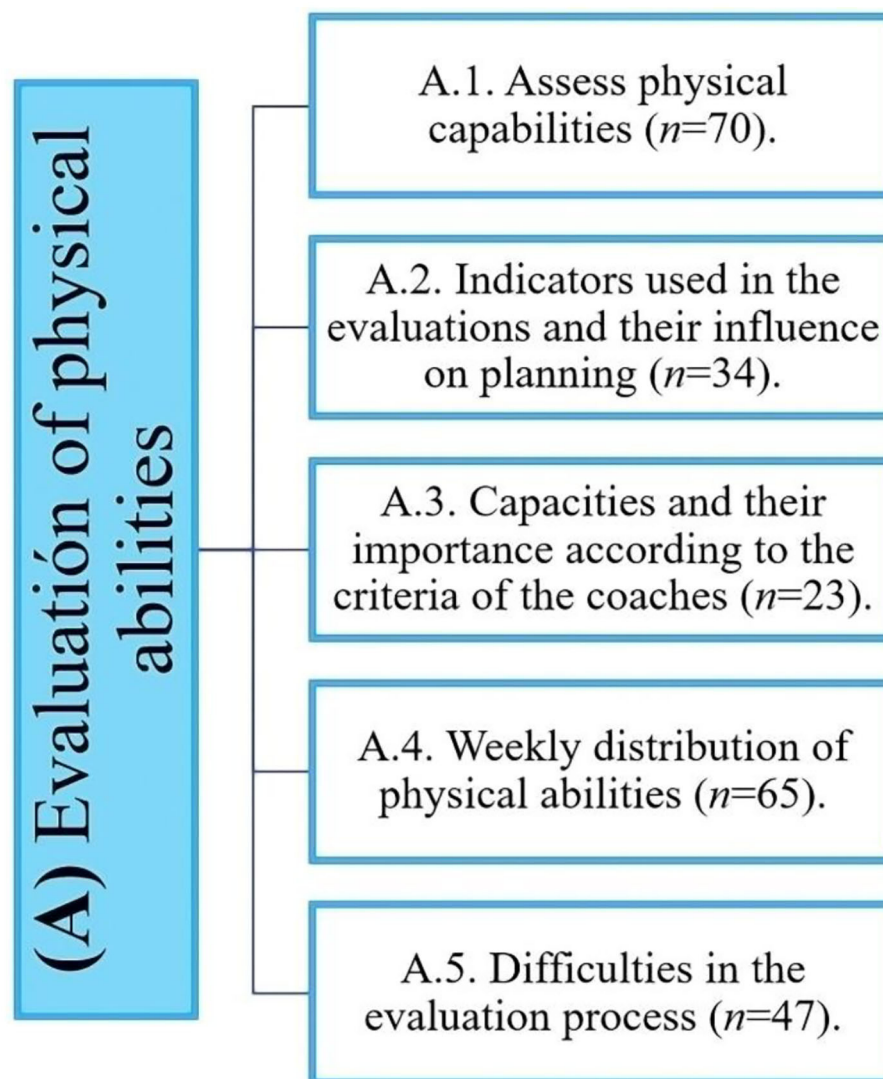 (A) Evaluatión of physical
abilities
A.1. Assess physical
capabilities (n=70).
A.2. Indicators used in the
evaluations and their influence
on planning (n=34).
A.3. Capacities and their
importance according to the
criteria of the coaches (n=23).
A.4. Weekly distribution of
physical abilities (n=65).
A.5. Difficulties in the
evaluation process (n=47).